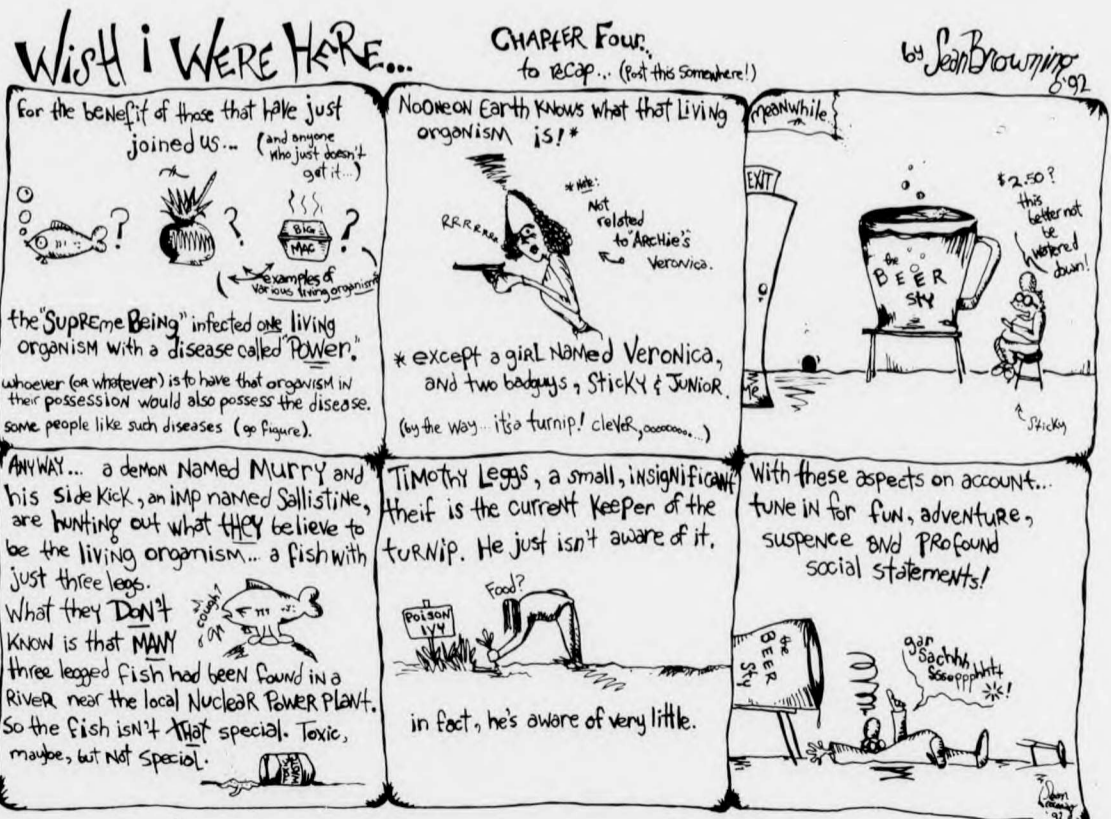 WISH I WERE HERE...
CHAPTER FOUR...
to recap... (Post this somewhere!)
by Sean Browning '92
For the benefit of those that have just
joined us...
(and anyone
who just doesn't
get it...)
?
?
BIG
MAC
?
(examples of
various living organisms)
the "Supreme Being" infected one living
organism with a disease called "Power."
whoever (or whatever) is to have that organism in
their possession would also possess the disease.
some people like such diseases (go figure).
No one on Earth knows what that living
organism is!*
RRRRRRR
*note:
Not
related
to "Archie's
Veronica.
* except a girl named Veronica,
and two badguys, Sticky & Junior.
(by the way... it's a turnip! clever, oooooooo...)
meanwhile
EXIT
the
BEER
Sty
$2.50?
this
better not
be
watered
down!
Sticky
ANYWAY... a demon named Murry and
his side kick, an imp named Sallistine,
are hunting out what THEY believe to
be the living organism... a fish with
just three legs.
cough!
What they DON'T
know is that MANY
three legged fish had been found in a
River near the local Nuclear Power Plant.
So the fish isn't THAT special. Toxic,
maybe, but not special.
Timothy Leggs, a small, insignificant
theif is the current keeper of the
turnip. He just isn't aware of it.
Food?
POISON
IVY
in fact, he's aware of very little.
With these aspects on account...
tune in for fun, adventure,
suspence and profound
social statements!
the
BEER
Sty
gar
Sachhh
Sssoppphhtt
!